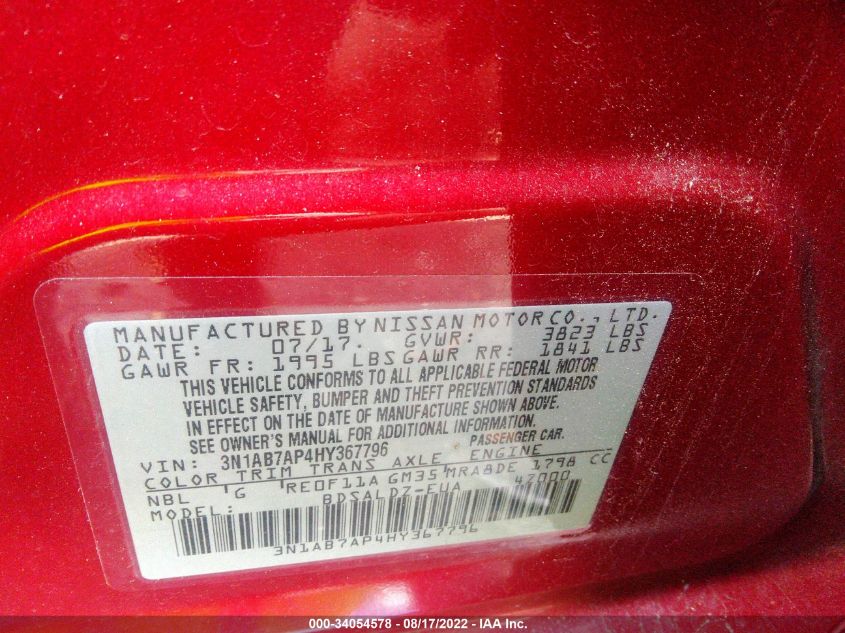 MANUFACTURED BY NISSAN MOTOR CO., LTD.
DATE: 07/17. GVWR: 3823 LBS
GAWR FR: 1995 LBS GAWR RR: 1841 LBS
THIS VEHICLE CONFORMS TO ALL APPLICABLE FEDERAL MOTOR
VEHICLE SAFETY, BUMPER AND THEFT PREVENTION STANDARDS
IN EFFECT ON THE DATE OF MANUFACTURE SHOWN ABOVE.
SEE OWNER'S MANUAL FOR ADDITIONAL INFORMATION.
VIN: 3N1AB7AP4HY367796 PASSENGER CAR.
COLOR TRIM TRANS AXLE ENGINE
NBL G RE0F11A GM35 MRA8DE 1798 CC
MODEL: BDSALDZ-EUA 47000
3N1AB7AP4HY367796
000-34054578 - 08/17/2022 - IAA Inc.